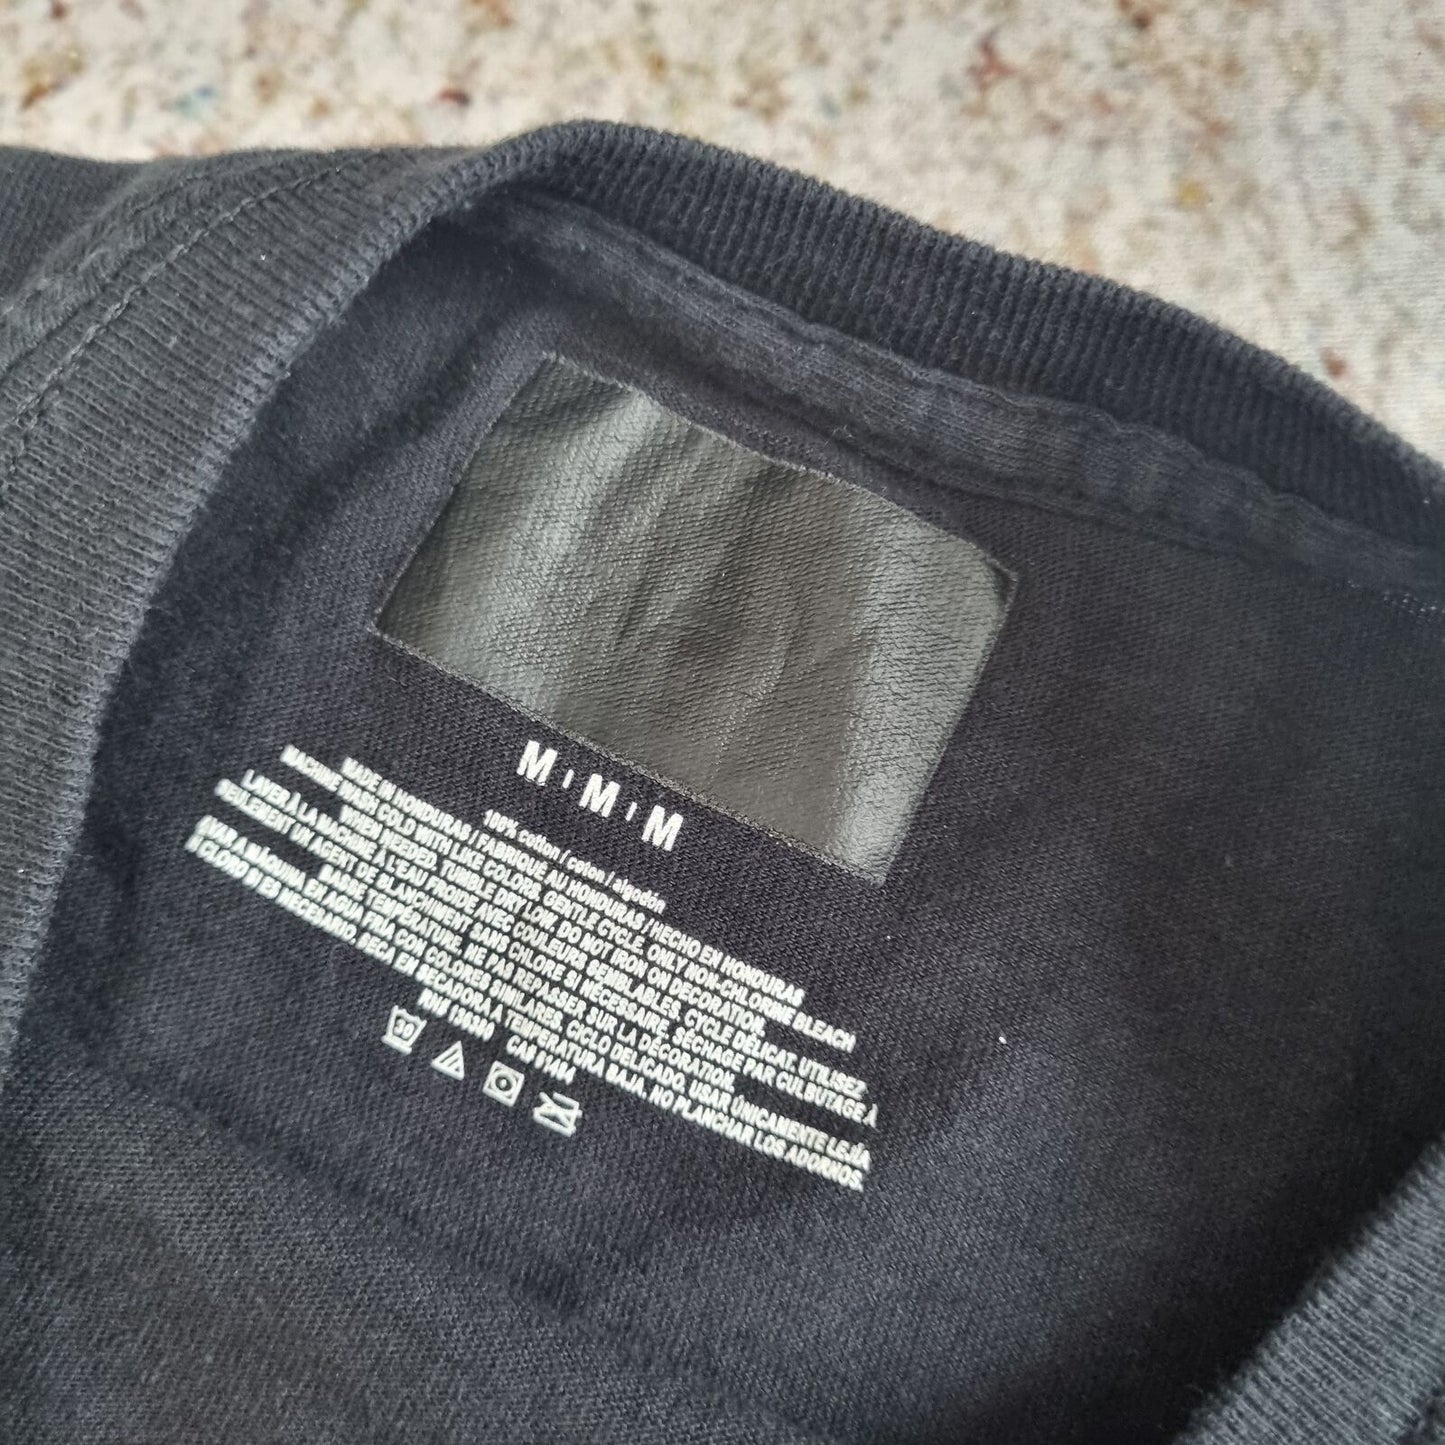 M | M | M
100% cotton / coton / algodón
MADE IN HONDURAS / FABRIQUÉ AU HONDURAS / HECHO EN HONDURAS
MACHINE WASH COLD WITH LIKE COLORS, GENTLE CYCLE. ONLY NON-CHLORINE BLEACH
WHEN NEEDED. TUMBLE DRY LOW. DO NOT IRON ON DECORATION.
LAVER À LA MACHINE À L'EAU FROIDE AVEC COULEURS SEMBLABLES, CYCLE DÉLICAT. UTILISEZ
SEULEMENT UN AGENT DE BLANCHIMENT SANS CHLORE SI NÉCESSAIRE. SÉCHAGE PAR CULBUTAGE À
BASSE TEMPÉRATURE. NE PAS REPASSER SUR LA DÉCORATION.
LAVAR A MÁQUINA EN AGUA FRIA CON COLORES SIMILARES, CICLO DELICADO. USAR ÚNICAMENTE LEJÍA
SI ES NECESARIO. SECA EN SECADORA A TEMPERATURA BAJA. NO PLANCHAR LOS ADORNOS.
30